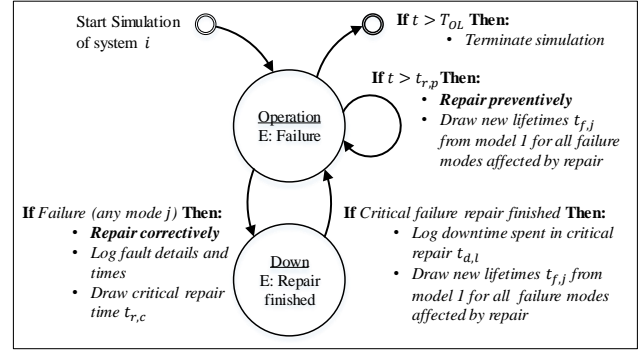 Start Simulation
of system i
If t > T_OL Then:
• Terminate simulation
If t > t_r,p Then:
• Repair preventively
• Draw new lifetimes t_f,j
from model 1 for all failure
modes affected by repair
Operation
E: Failure
If Failure (any mode j) Then:
• Repair correctively
• Log fault details and
times
• Draw critical repair
time t_r,c
Down
E: Repair
finished
If Critical failure repair finished Then:
• Log downtime spent in critical
repair t_d,l
• Draw new lifetimes t_f,j from
model 1 for all failure modes
affected by repair